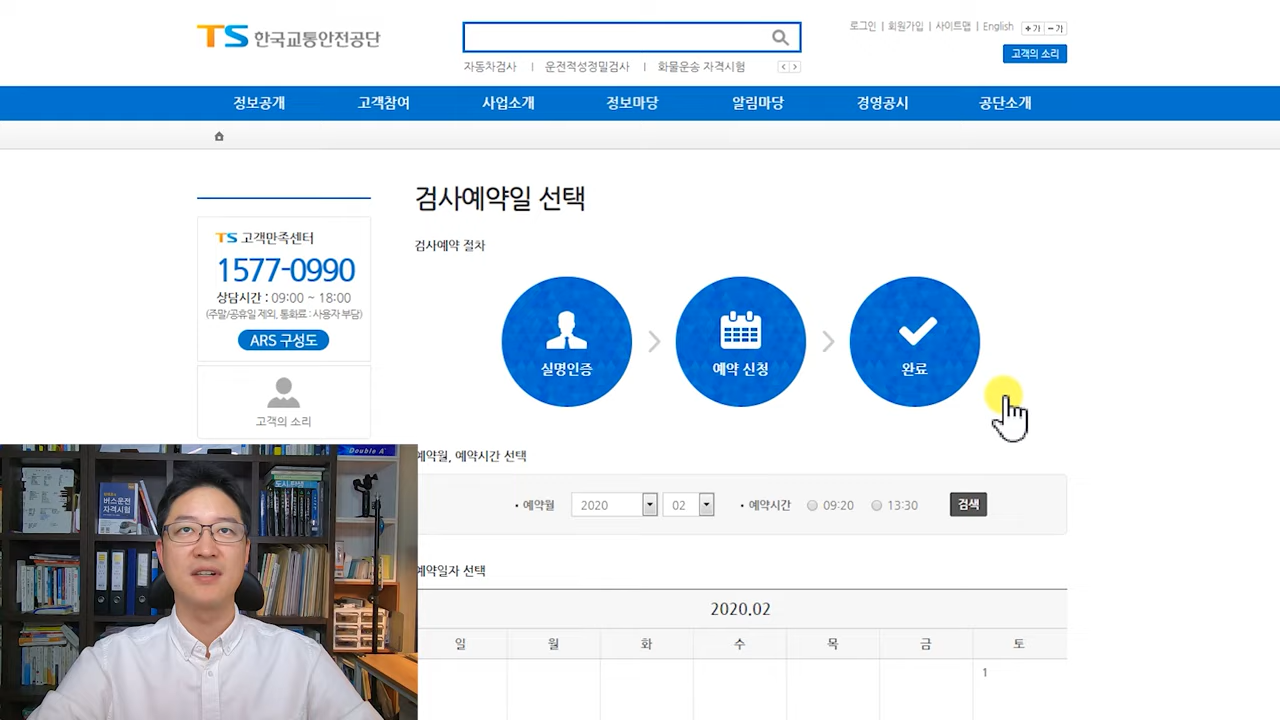 TS 한국교통안전공단
로그인 | 회원가입 | 사이트맵 | English +가 -가
고객의 소리
자동차검사 | 운전적성정밀검사 | 화물운송 자격시험
정보공개 고객참여 사업소개 정보마당 알림마당 경영공시 공단소개
검사예약일 선택
검사예약 절차
TS 고객만족센터
1577-0990
상담시간 : 09:00 ~ 18:00
(주말/공휴일 제외, 통화료 : 사용자 부담)
ARS 구성도
고객의 소리
실명인증 예약 신청 완료
예약월, 예약시간 선택
• 예약월 2020 02 • 예약시간 09:20 13:30 검색
예약일자 선택
2020.02
일 월 화 수 목 금 토
1
Double A
버스운전
자격시험